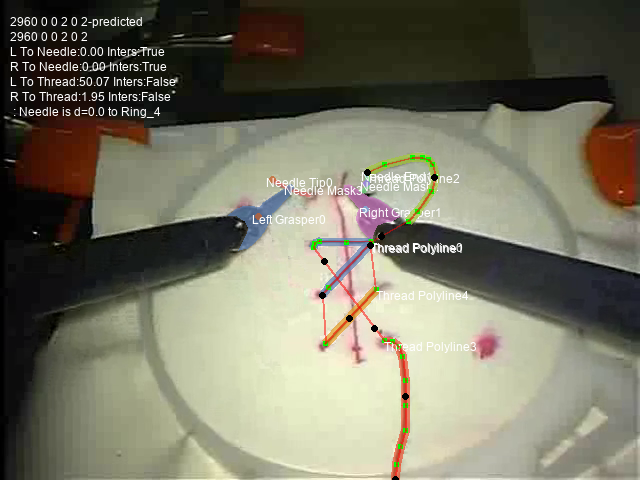 2960 0 0 2 0 2-predicted
2960 0 0 2 0 2
L To Needle:0.00 Inters:True
R To Needle:0.00 Inters:True
L To Thread:50.07 Inters:False
R To Thread:1.95 Inters:False
: Needle is d=0.0 to Ring_4
Needle Tip0
Needle Mask3
Left Grasper0
Right Grasper1
Thread Polyline4
Thread Polyline3